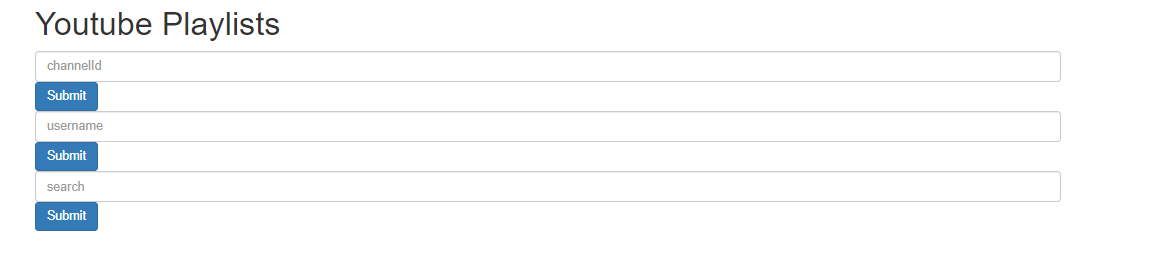 Youtube Playlists
channelId
Submit
username
Submit
search
Submit